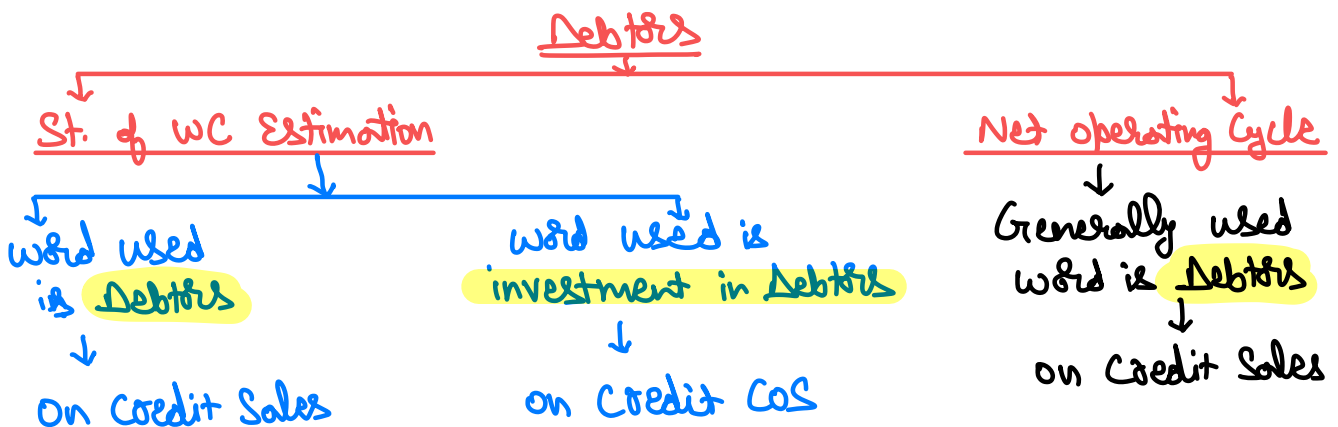 Debtors
St. of WC Estimation
Net Operating Cycle
word used
is Debtors
on Credit Sales
word used is
investment in Debtors
on Credit COS
Generally used
word is Debtors
on Credit Sales